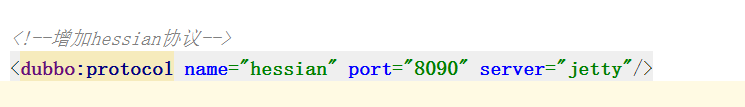 <!--增加hessian协议-->
<dubbo:protocol name="hessian" port="8090" server="jetty"/>